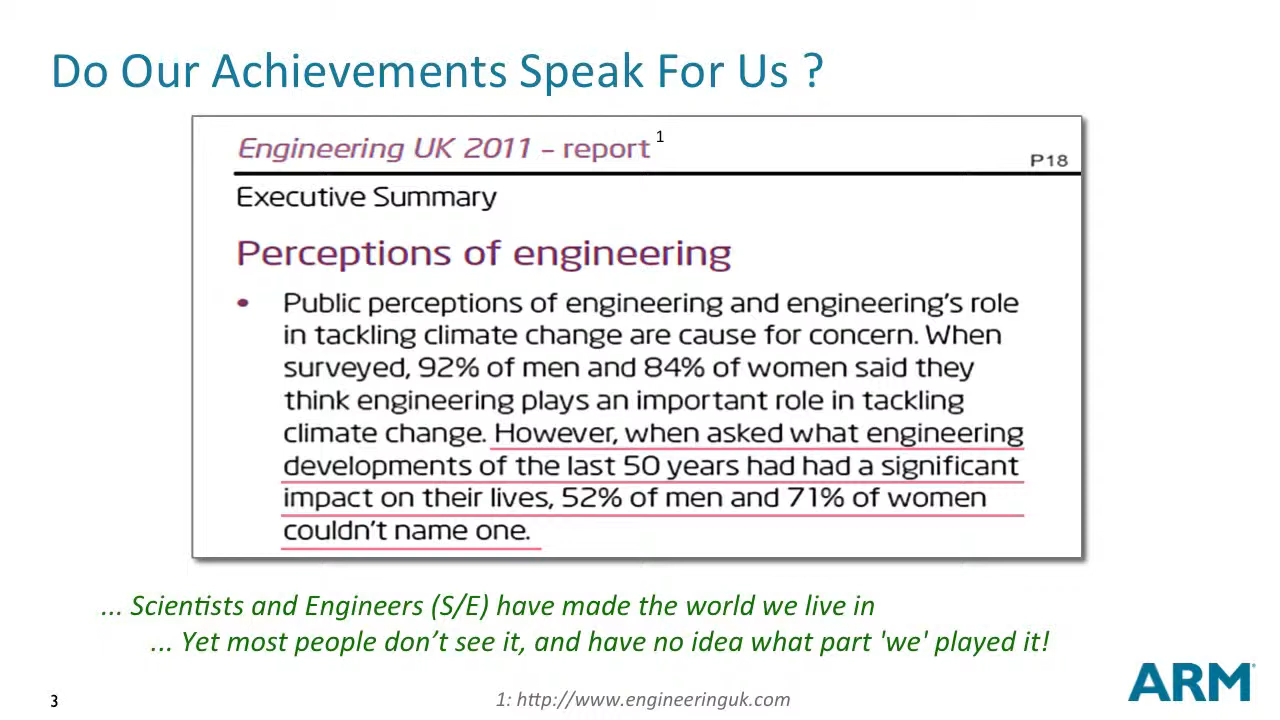 Do Our Achievements Speak For Us ?
Engineering UK 2011 – report 1
P18
Executive Summary
Perceptions of engineering
• Public perceptions of engineering and engineering’s role
in tackling climate change are cause for concern. When
surveyed, 92% of men and 84% of women said they
think engineering plays an important role in tackling
climate change. However, when asked what engineering
developments of the last 50 years had had a significant
impact on their lives, 52% of men and 71% of women
couldn’t name one.
... Scientists and Engineers (S/E) have made the world we live in
... Yet most people don’t see it, and have no idea what part 'we' played it!
3
1: http://www.engineeringuk.com
ARM®